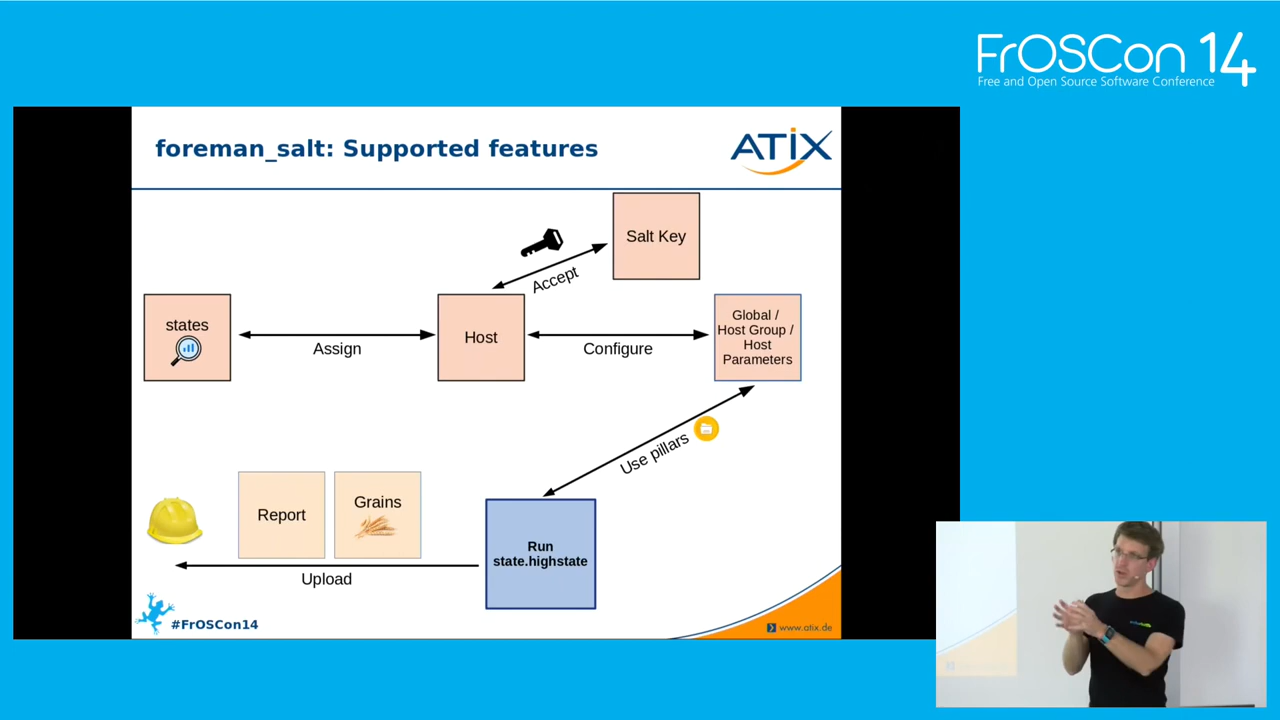 FrOSCon 14
Free and Open Source Software Conference
foreman_salt: Supported features
ATIX
Salt Key
Accept
states
Assign
Host
Configure
Global /
Host Group /
Host
Parameters
Use pillars
Report
Grains
Run
state.highstate
Upload
#FrOSCon14
www.atix.de